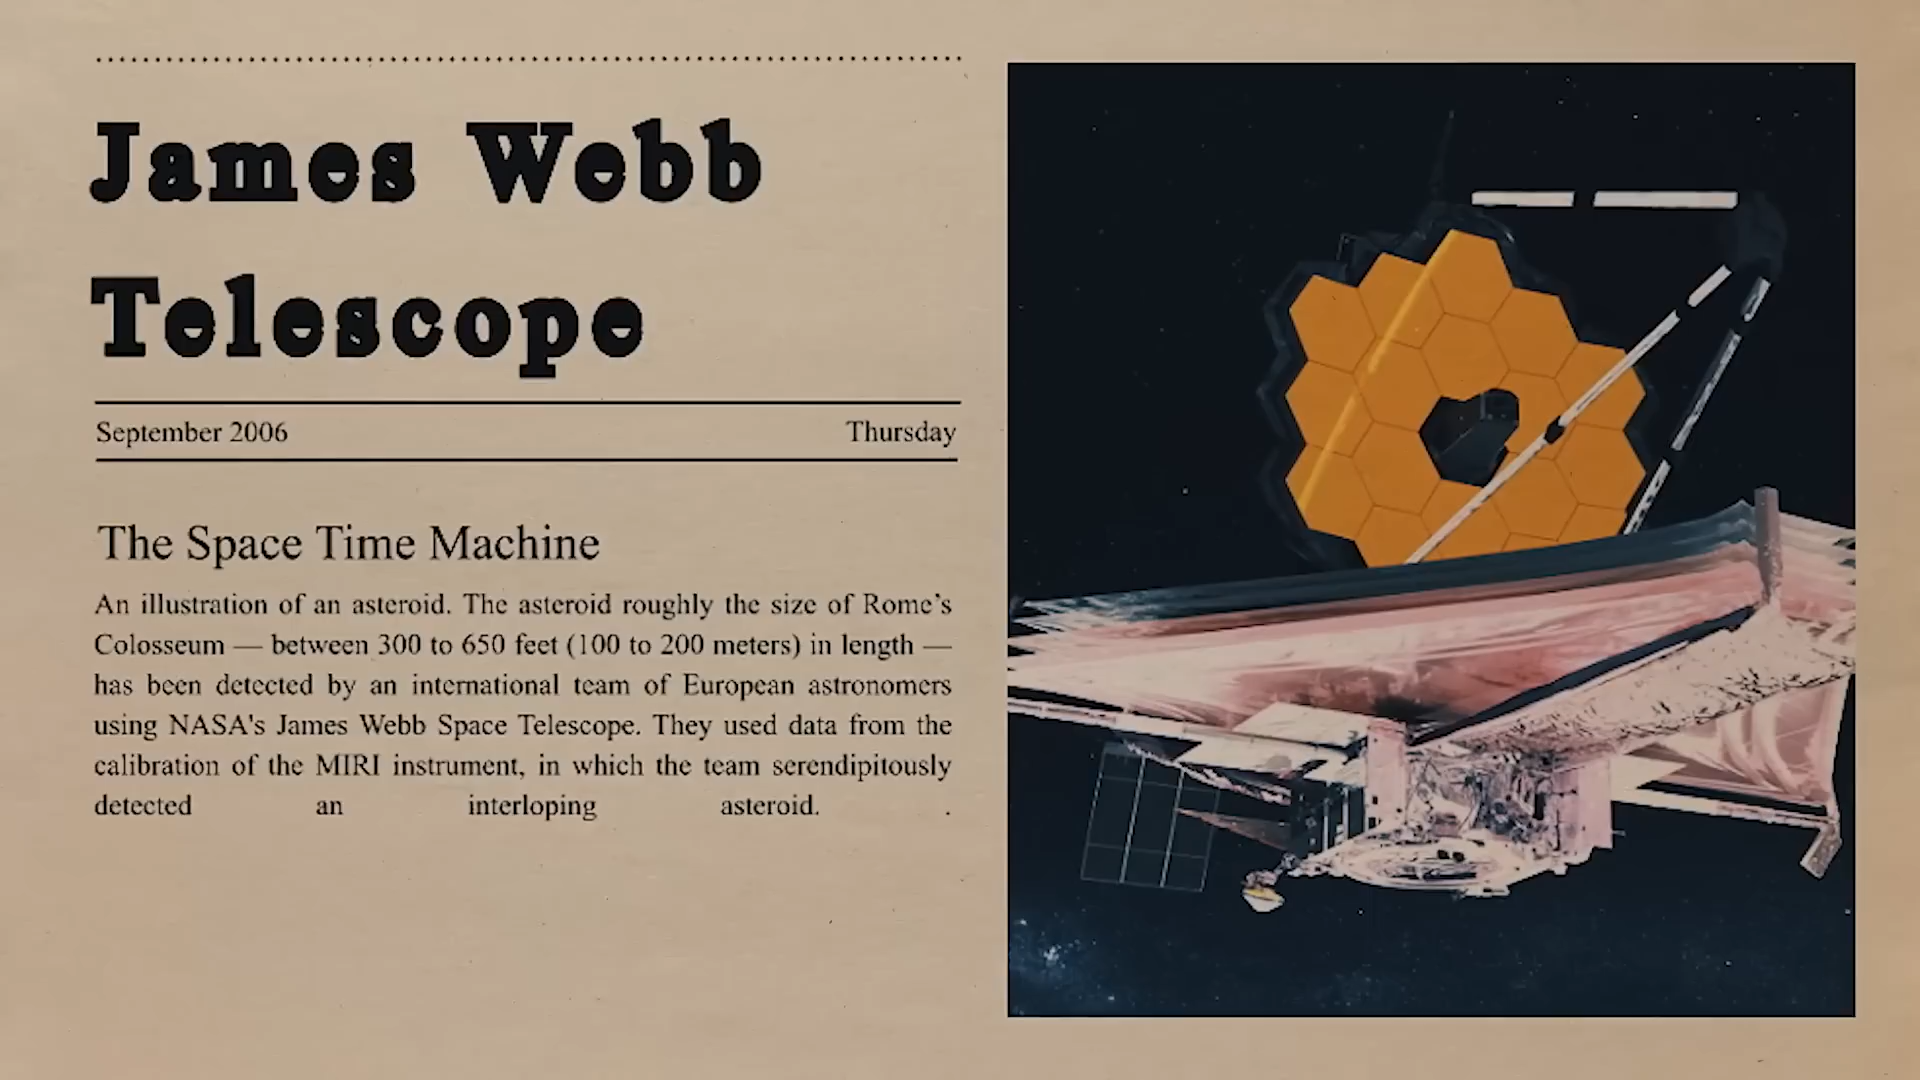 James Webb
Telescope
September 2006
Thursday
The Space Time Machine
An illustration of an asteroid. The asteroid roughly the size of Rome’s
Colosseum — between 300 to 650 feet (100 to 200 meters) in length —
has been detected by an international team of European astronomers
using NASA's James Webb Space Telescope. They used data from the
calibration of the MIRI instrument, in which the team serendipitously
detected an interloping asteroid. .